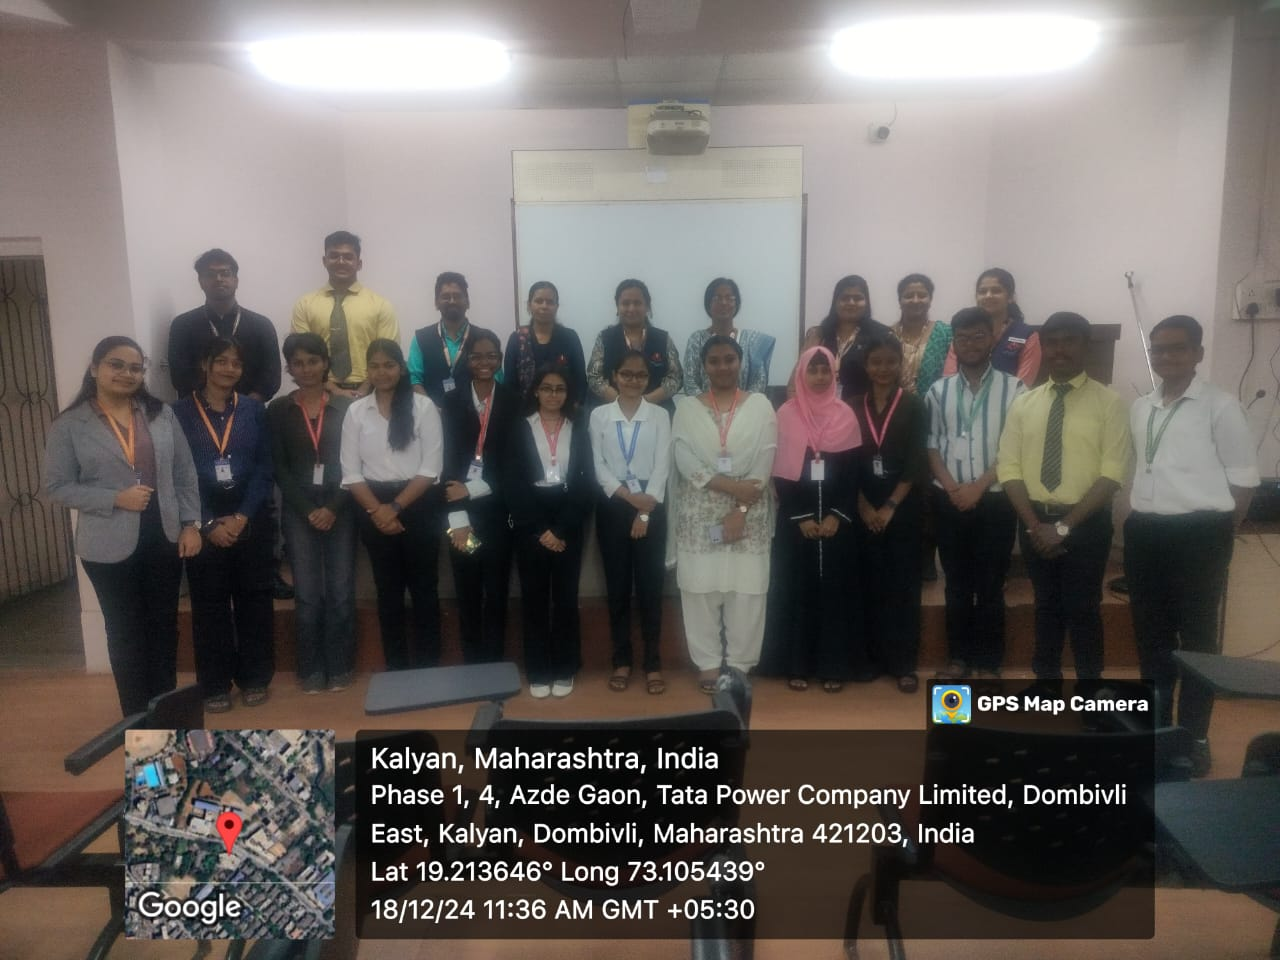 GPS Map Camera
Kalyan, Maharashtra, India
Phase 1, 4, Azde Gaon, Tata Power Company Limited, Dombivli
East, Kalyan, Dombivli, Maharashtra 421203, India
Lat 19.213646° Long 73.105439°
18/12/24 11:36 AM GMT +05:30
Google